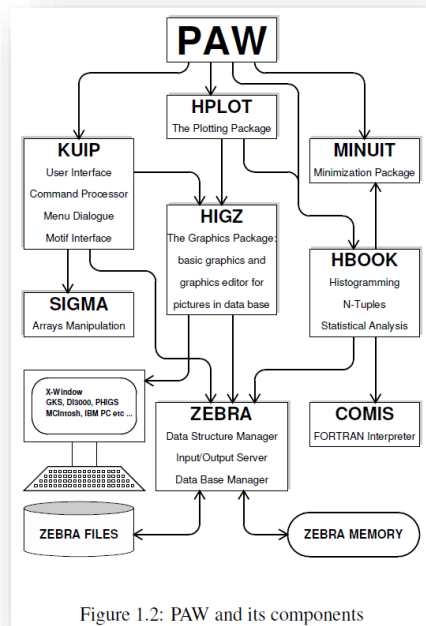 PAW
HPLOT
The Plotting Package
KUIP
User Interface
Command Processor
Menu Dialogue
Motif Interface
MINUIT
Minimization Package
HIGZ
The Graphics Package:
basic graphics and
graphics editor for
pictures in data base
HBOOK
Histogramming
N-Tuples
Statistical Analysis
SIGMA
Arrays Manipulation
X-Window
GKS, DI3000, PHIGS
MCIntosh, IBM PC etc ...
ZEBRA
Data Structure Manager
Input/Output Server
Data Base Manager
COMIS
FORTRAN Interpreter
ZEBRA FILES
ZEBRA MEMORY
Figure 1.2: PAW and its components